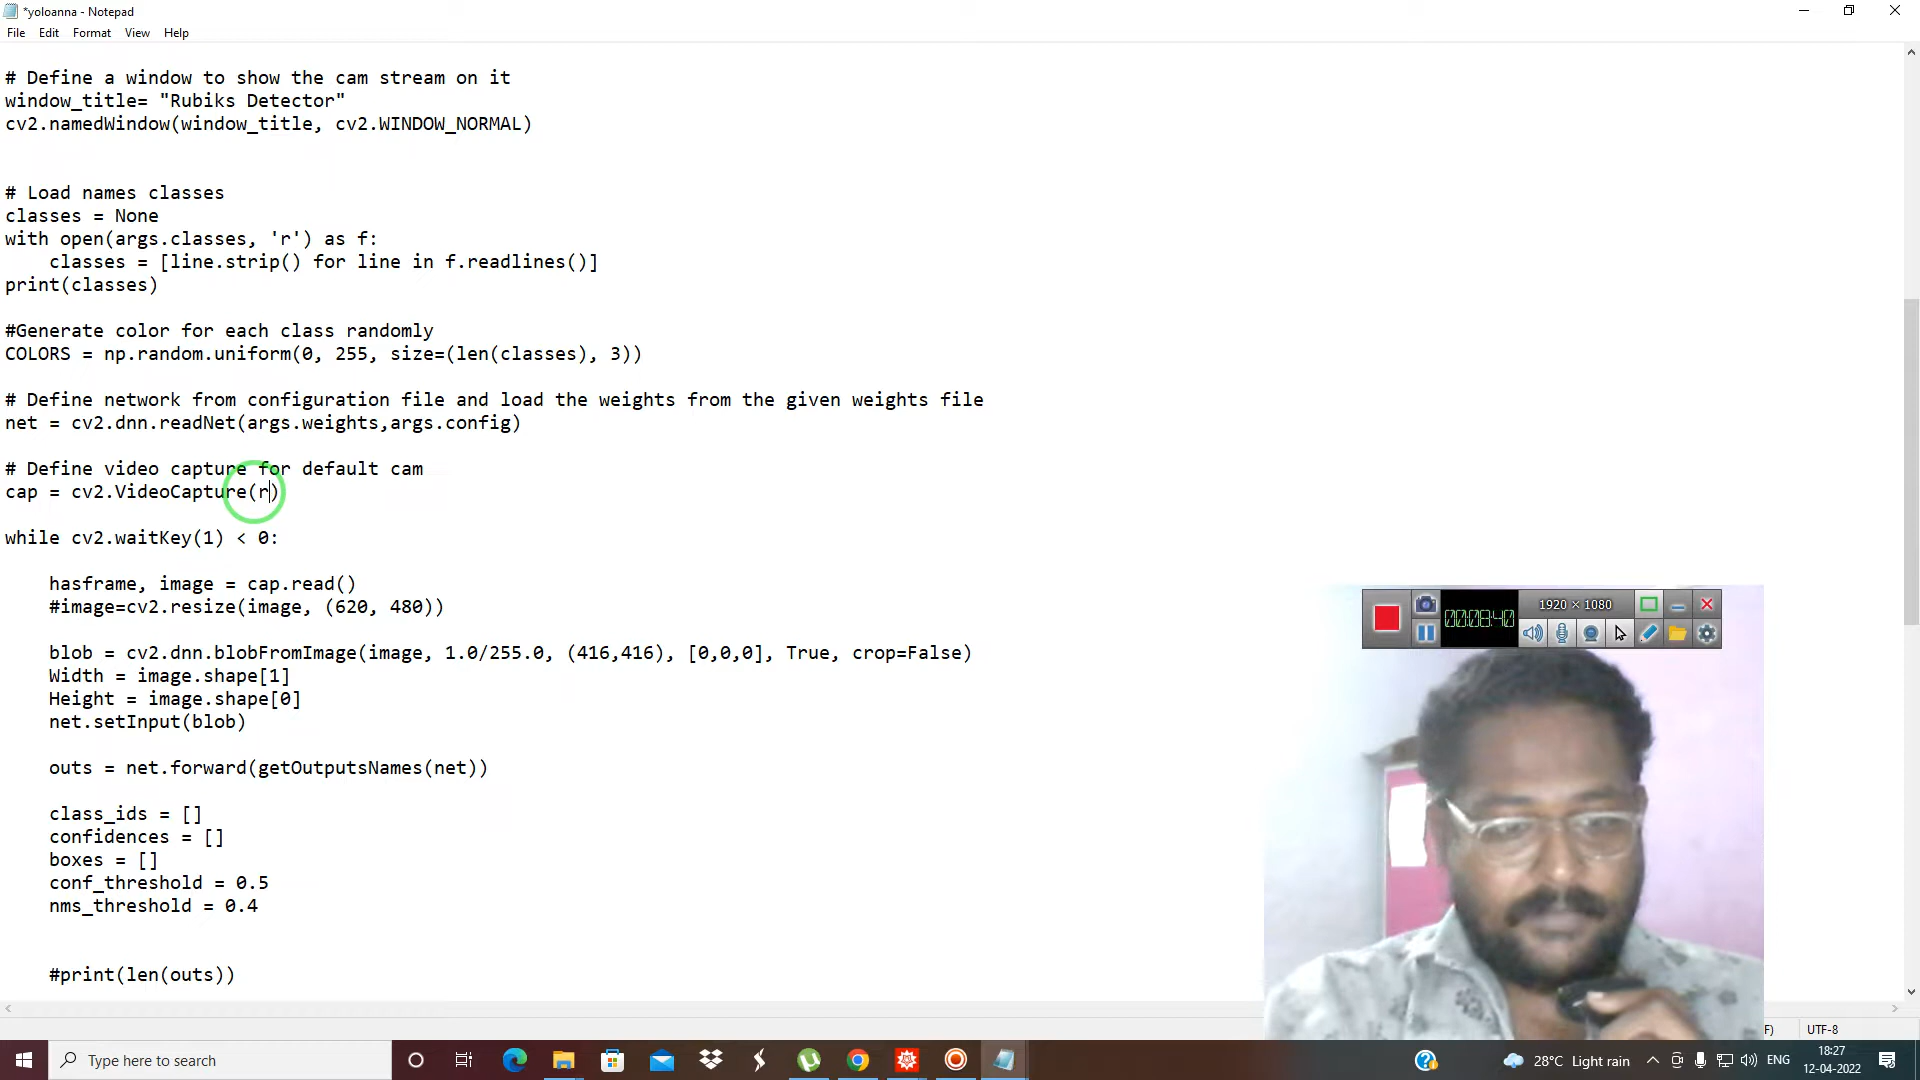 *yoloanna - Notepad
File Edit Format View Help
# Define a window to show the cam stream on it
window_title= "Rubiks Detector"
cv2.namedWindow(window_title, cv2.WINDOW_NORMAL)
# Load names classes
classes = None
with open(args.classes, 'r') as f:
    classes = [line.strip() for line in f.readlines()]
print(classes)
#Generate color for each class randomly
COLORS = np.random.uniform(0, 255, size=(len(classes), 3))
# Define network from configuration file and load the weights from the given weights file
net = cv2.dnn.readNet(args.weights,args.config)
# Define video capture for default cam
cap = cv2.VideoCapture(r)
while cv2.waitKey(1) < 0:
    hasframe, image = cap.read()
    #image=cv2.resize(image, (620, 480))
    blob = cv2.dnn.blobFromImage(image, 1.0/255.0, (416,416), [0,0,0], True, crop=False)
    Width = image.shape[1]
    Height = image.shape[0]
    net.setInput(blob)
    outs = net.forward(getOutputsNames(net))
    class_ids = []
    confidences = []
    boxes = []
    conf_threshold = 0.5
    nms_threshold = 0.4
    #print(len(outs))
00:08:40
1920 × 1080
F) UTF-8
Type here to search
28°C Light rain
ENG
18:27
12-04-2022